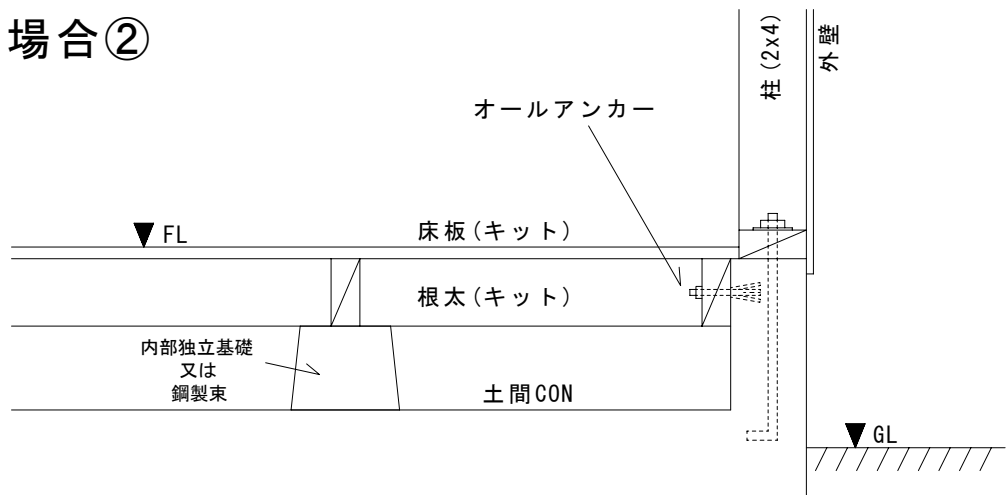 場合②
柱(2x4)
外壁
オールアンカー
▼ FL
床板(キット)
根太(キット)
内部独立基礎
又は
鋼製束
土間CON
▼ GL